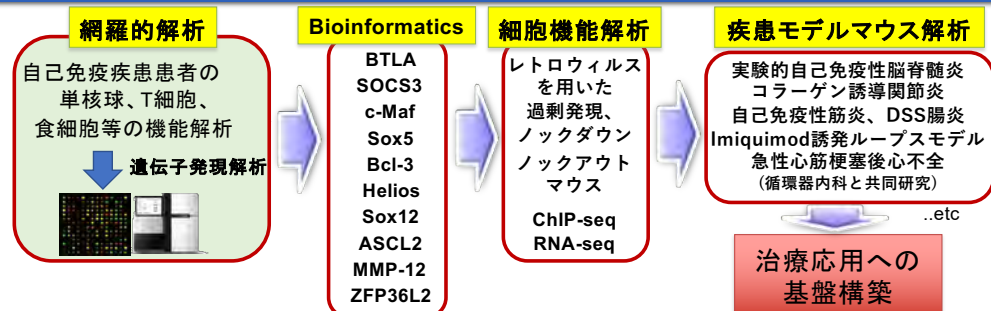 網羅的解析
自己免疫疾患患者の
単核球、T細胞、
食細胞等の機能解析
遺伝子発現解析
Bioinformatics
BTLA
SOCS3
c-Maf
Sox5
Bcl-3
Helios
Sox12
ASCL2
MMP-12
ZFP36L2
細胞機能解析
レトロウィルス
を用いた
過剰発現、
ノックダウン
ノックアウト
マウス
ChIP-seq
RNA-seq
疾患モデルマウス解析
実験的自己免疫性脳脊髄炎
コラーゲン誘導関節炎
自己免疫性筋炎、DSS腸炎
Imiquimod誘発ループスモデル
急性心筋梗塞後心不全
(循環器内科と共同研究)
..etc
治療応用への
基盤構築